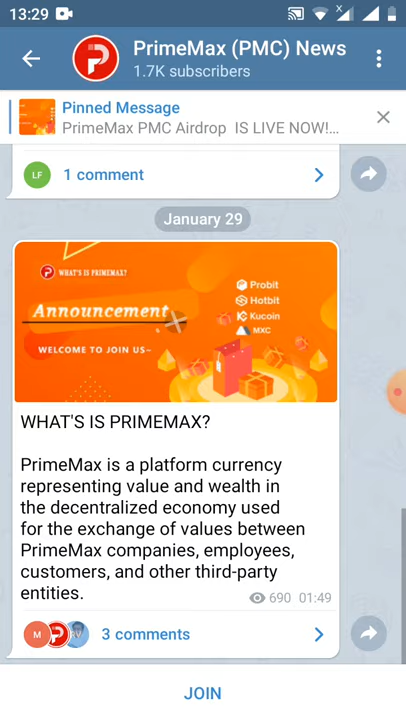 13:29
PrimeMax (PMC) News
1.7K subscribers
Pinned Message
PrimeMax PMC Airdrop IS LIVE NOW!...
LF
1 comment
January 29
WHAT'S IS PRIMEMAX?
Announcement
WELCOME TO JOIN US~
Probit
Hotbit
Kucoin
MXC
WHAT'S IS PRIMEMAX?
PrimeMax is a platform currency
representing value and wealth in
the decentralized economy used
for the exchange of values between
PrimeMax companies, employees,
customers, and other third-party
entities.
690 01:49
M
3 comments
JOIN